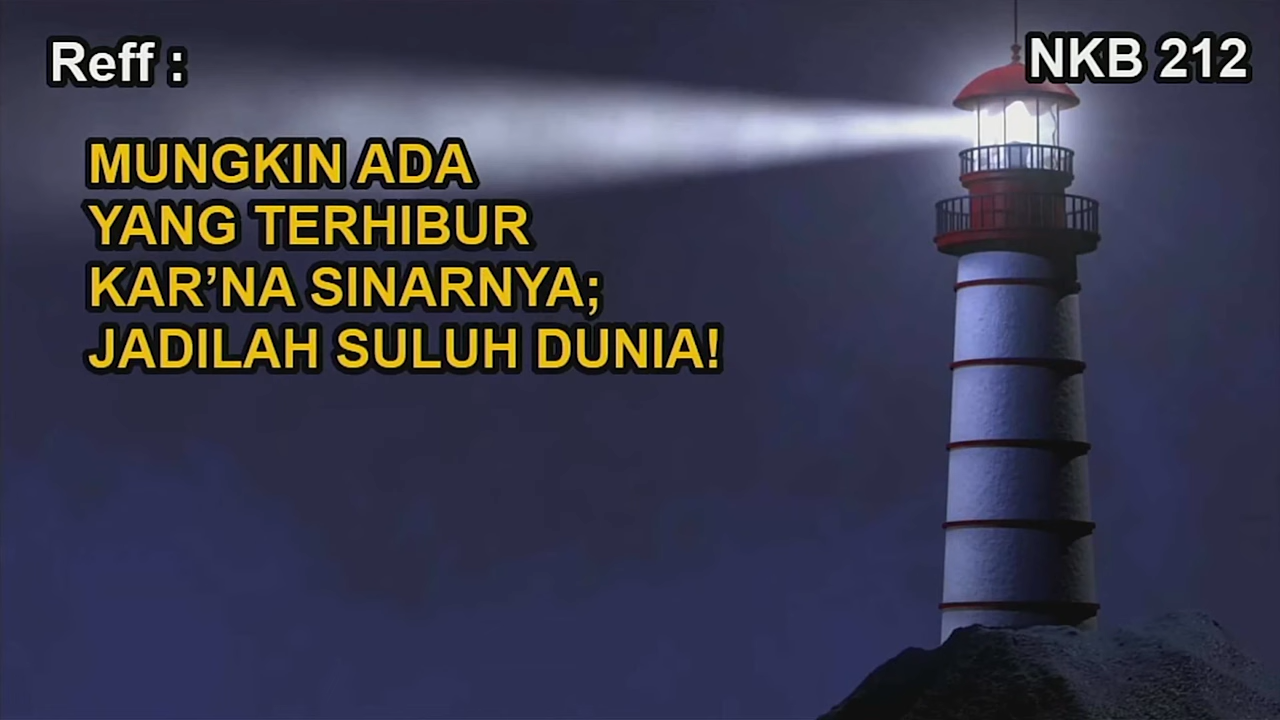 Reff :
NKB 212
MUNGKIN ADA
YANG TERHIBUR
KAR’NA SINARNYA;
JADILAH SULUH DUNIA!